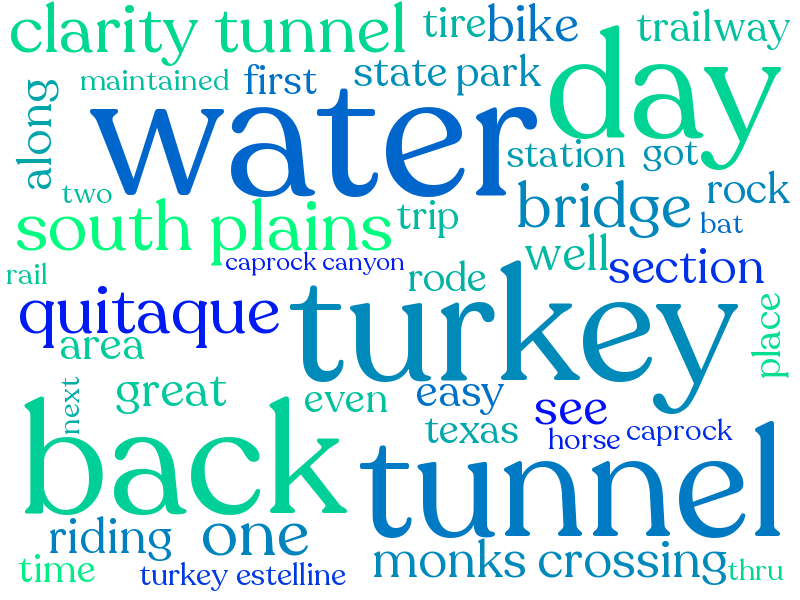 clarity tunnel
tire
bike
trailway
maintained
first
state park
day
along
water
station
got
two
rock
south plains
trip
bridge
bat
caprock canyon
well
section
rail
rode
quitaque
turkey
place
area
next
great
even
easy
see
texas
horse
caprock
back
tunnel
riding
one
monks crossing
time
turkey estelline
thru